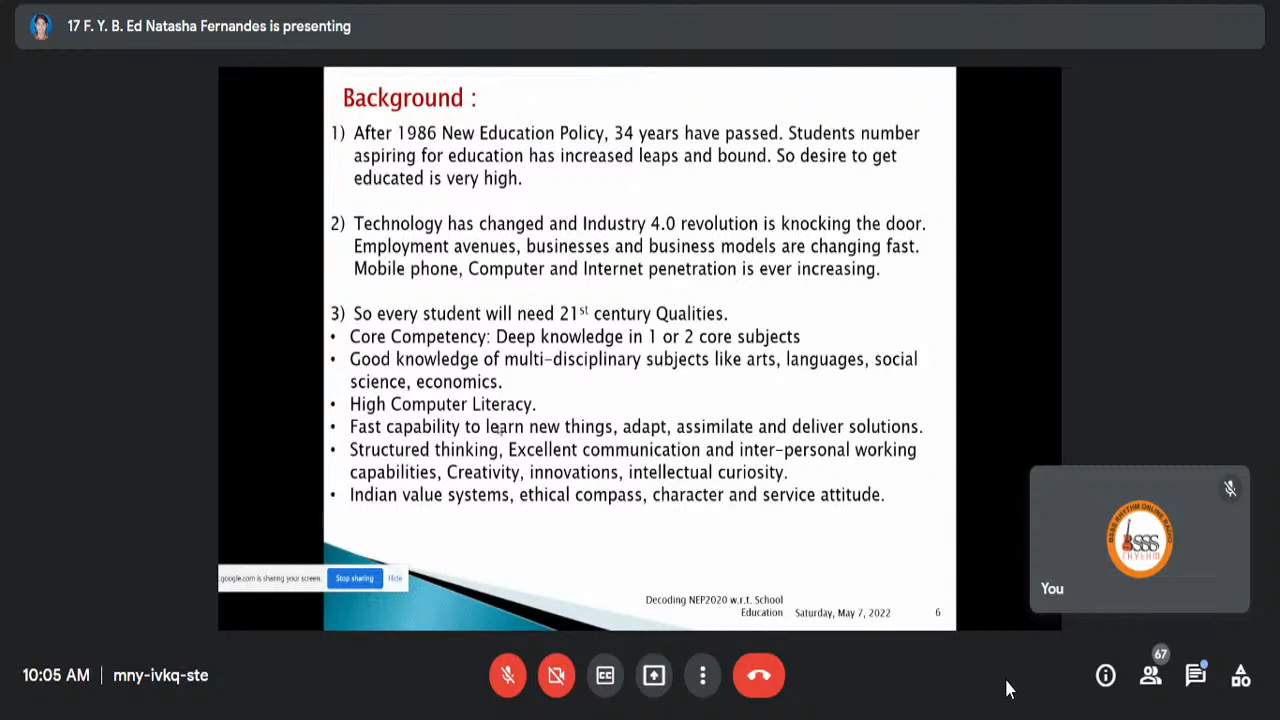 17 F. Y. B. Ed Natasha Fernandes is presenting
Background :
1) After 1986 New Education Policy, 34 years have passed. Students number
aspiring for education has increased leaps and bound. So desire to get
educated is very high.
2) Technology has changed and Industry 4.0 revolution is knocking the door.
Employment avenues, businesses and business models are changing fast.
Mobile phone, Computer and Internet penetration is ever increasing.
3) So every student will need 21st century Qualities.
• Core Competency: Deep knowledge in 1 or 2 core subjects
• Good knowledge of multi-disciplinary subjects like arts, languages, social
science, economics.
• High Computer Literacy.
• Fast capability to learn new things, adapt, assimilate and deliver solutions.
• Structured thinking, Excellent communication and inter-personal working
capabilities, Creativity, innovations, intellectual curiosity.
• Indian value systems, ethical compass, character and service attitude.
.google.com is sharing your screen. Stop sharing Hide
Decoding NEP2020 w.r.t. School
Education Saturday, May 7, 2022 6
BSSS RHYTHM ONLINE RADIO
BSSS
RHYTHM
You
10:05 AM mny-ivkq-ste
CC
67